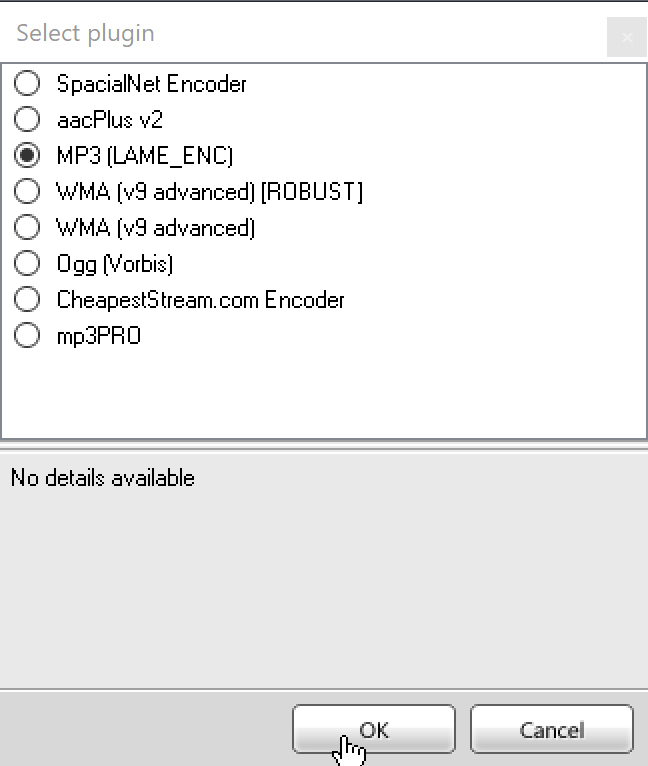 Select plugin
SpacialNet Encoder
aacPlus v2
MP3 (LAME_ENC)
WMA (v9 advanced) [ROBUST]
WMA (v9 advanced)
Ogg (Vorbis)
CheapestStream.com Encoder
mp3PRO
No details available
OK
Cancel